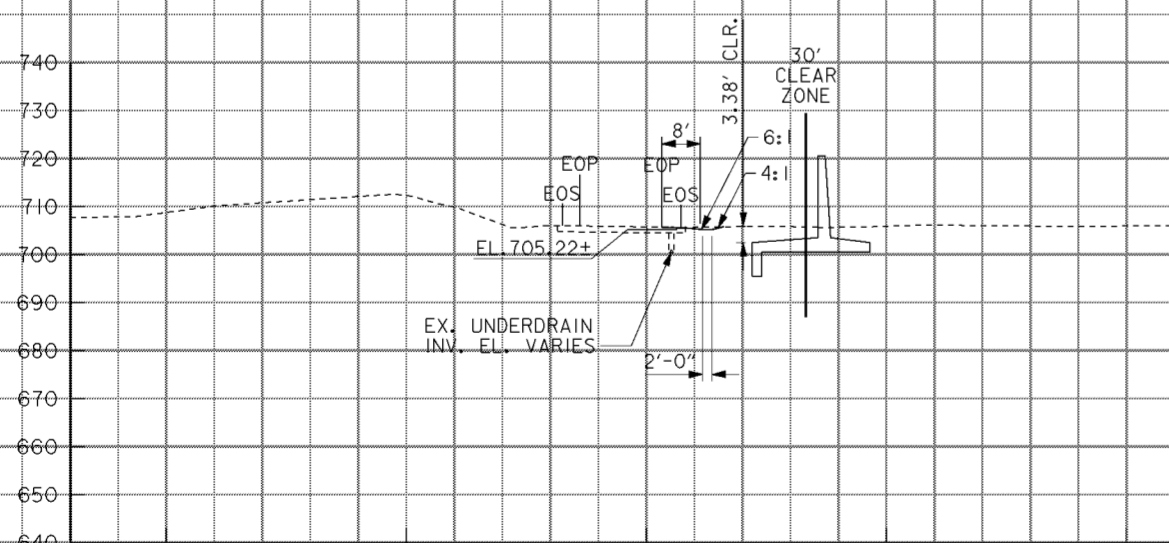 740
730
720
710
700
690
680
670
660
650
640
3.38' CLR.
30'
CLEAR
ZONE
8'
6:1
4:1
EOP
EOS
EOP
EOS
EL.705.22±
EX. UNDERDRAIN
INV. EL. VARIES
2'-0"